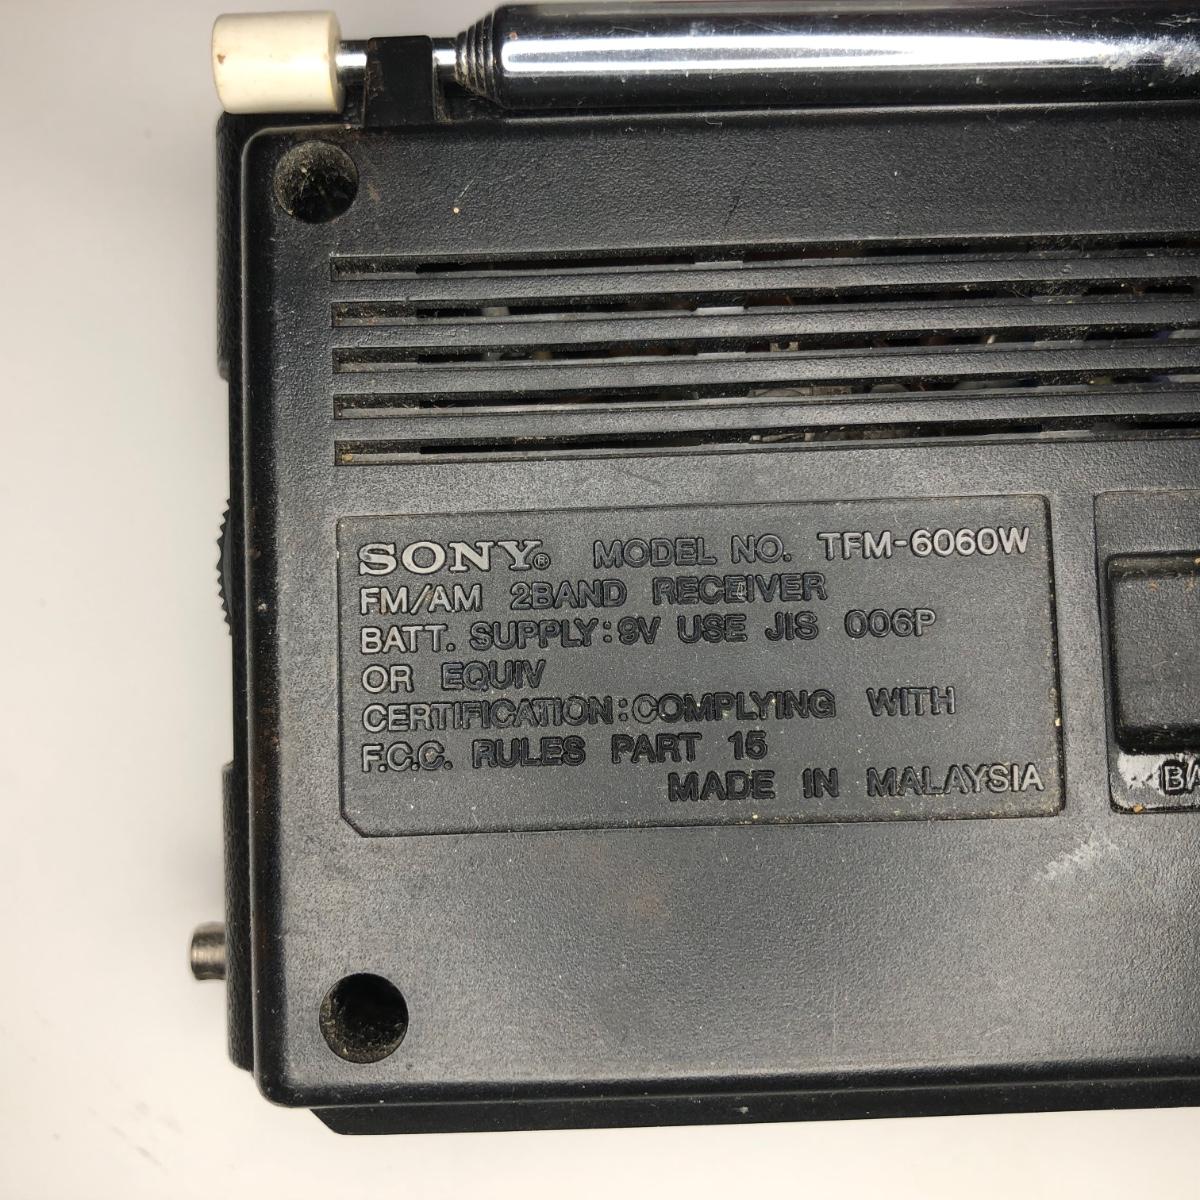 SONY® MODEL NO. TFM-6060W
FM/AM 2BAND RECEIVER
BATT. SUPPLY:9V USE JIS 006P
OR EQUIV
CERTIFICATION:COMPLYING WITH
F.C.C. RULES PART 15
MADE IN MALAYSIA
BA